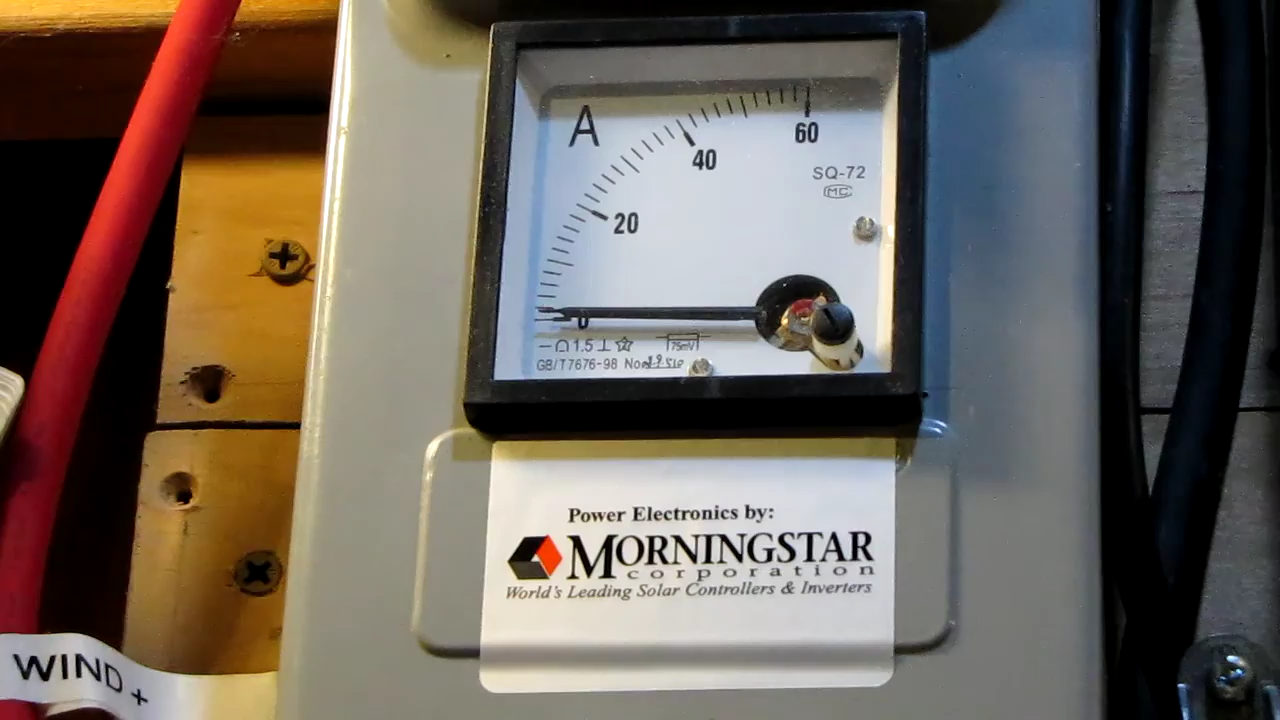 A
60
40
20
0
SQ-72
MC
1.5
75mV
GB/T7676-98 No
Power Electronics by:
MORNINGSTAR
corporation
World's Leading Solar Controllers & Inverters
WIND +